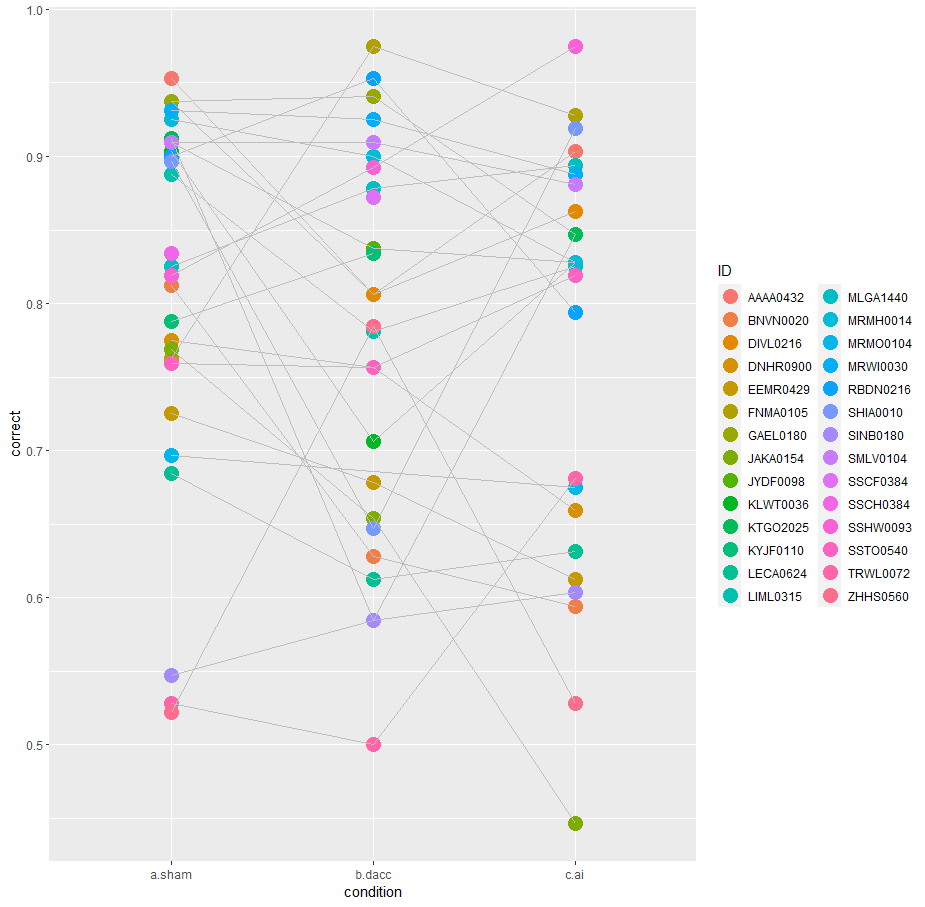 1.0
0.9
0.8
0.7
0.6
0.5
correct
a.sham b.dacc c.ai
condition
ID
AAAA0432 MLGA1440
BNVN0020 MRMH0014
DIVL0216 MRMO0104
DNHR0900 MRWI0030
EEMR0429 RBDN0216
FNMA0105 SHIA0010
GAEL0180 SINB0180
JAKA0154 SMLV0104
JYDF0098 SSCF0384
KLWT0036 SSCH0384
KTGO2025 SSHW0093
KYJF0110 SSTO0540
LECA0624 TRWL0072
LIML0315 ZHHS0560